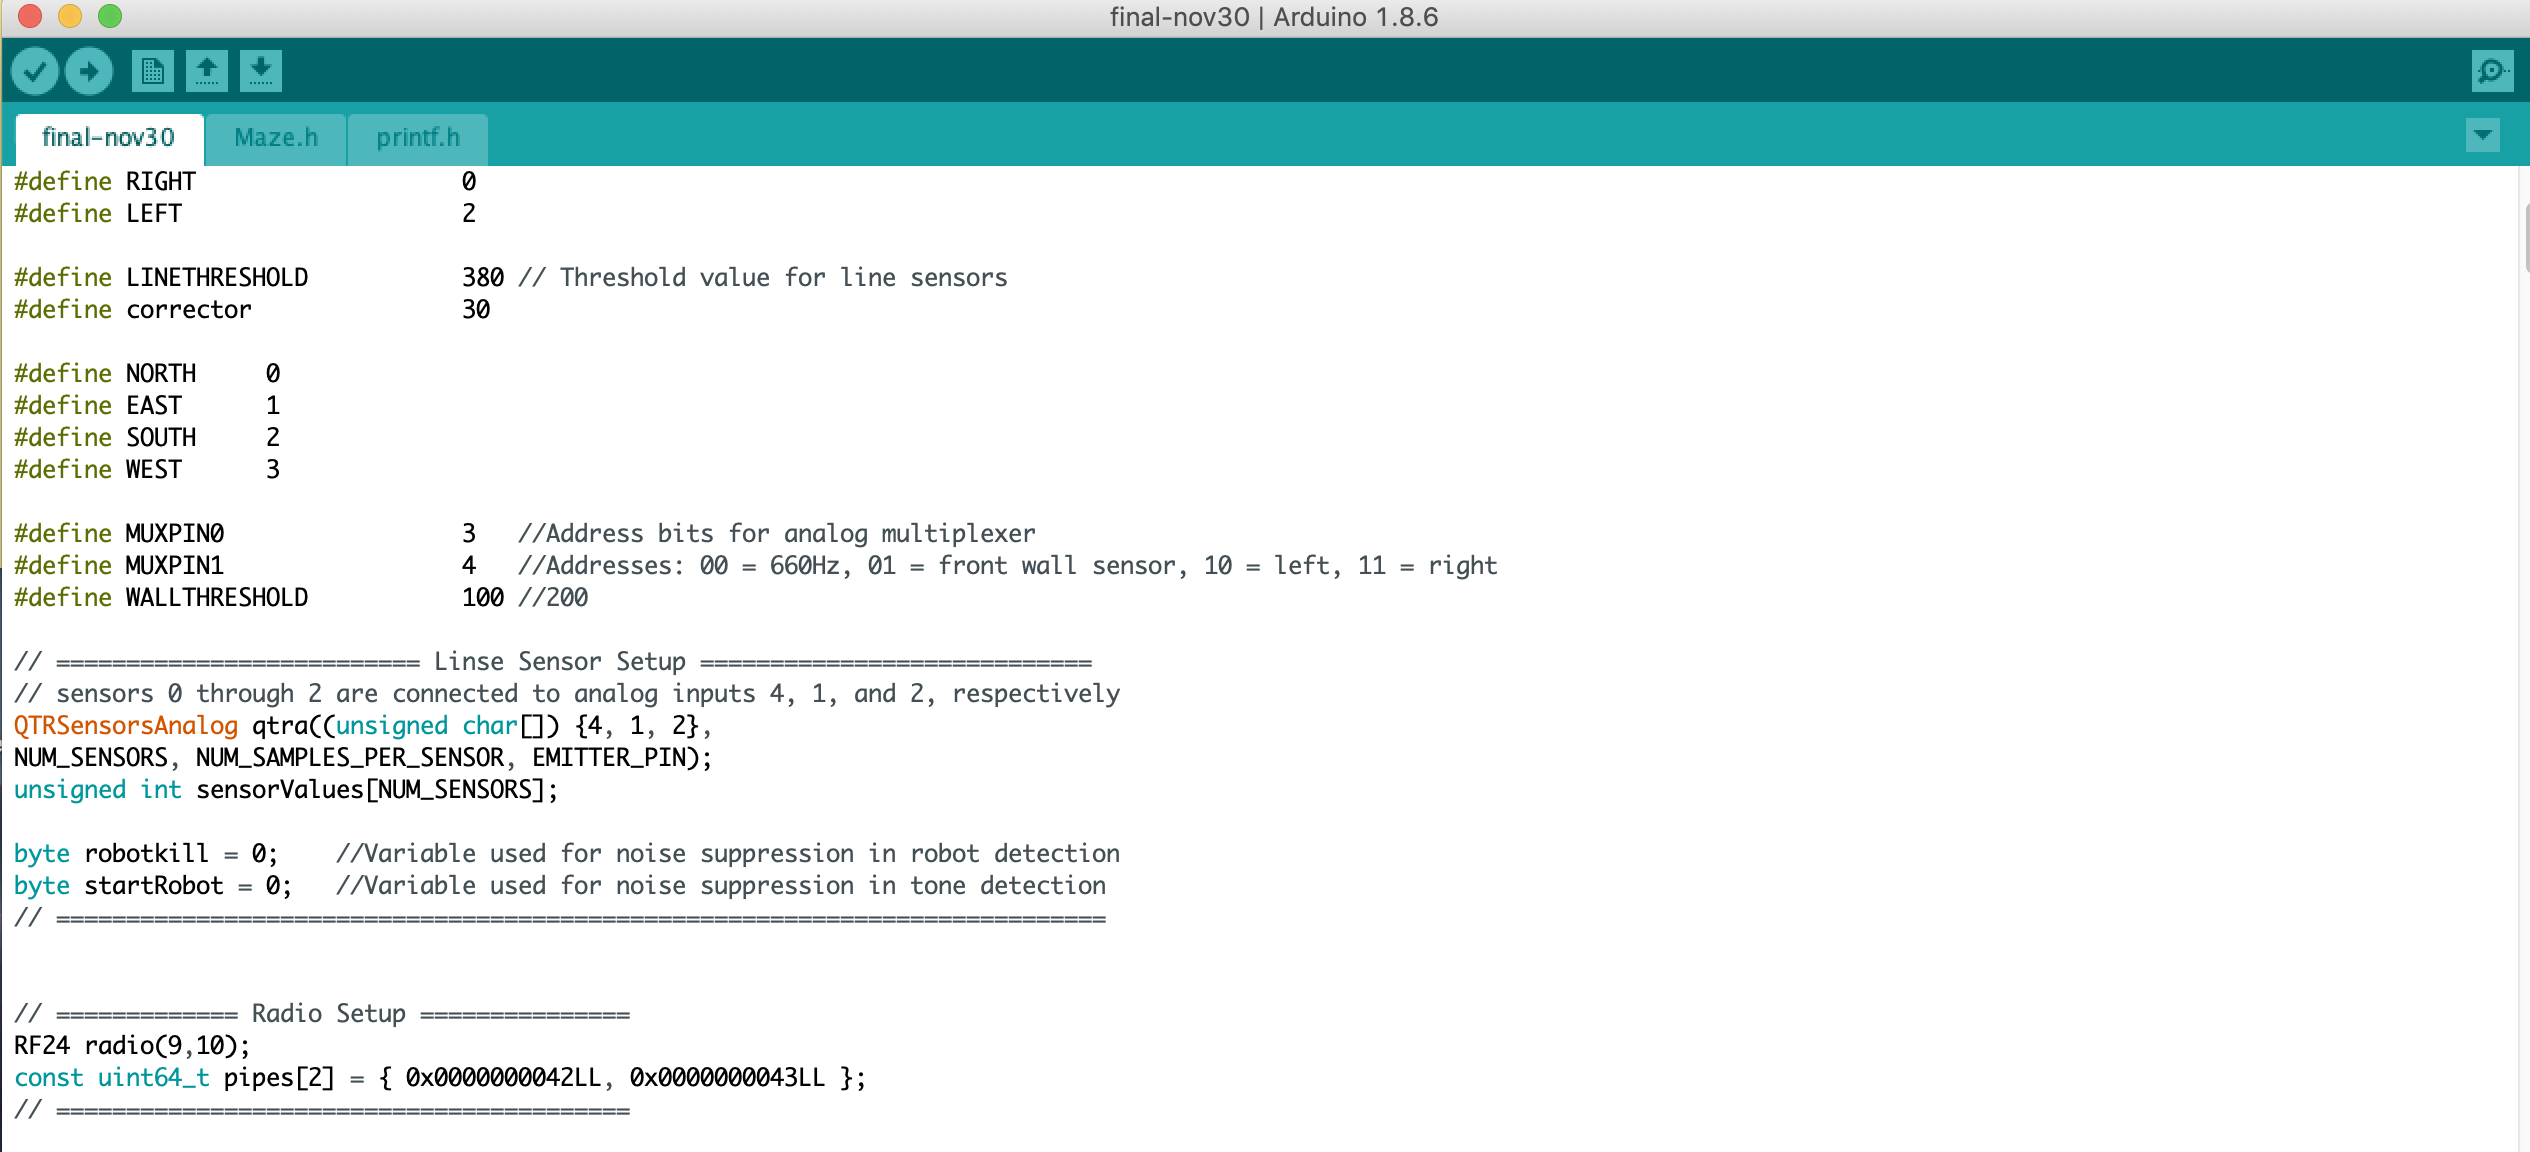 final-nov30 | Arduino 1.8.6
final-nov30 Maze.h printf.h
#define RIGHT 0
#define LEFT 2
#define LINETHRESHOLD 380 // Threshold value for line sensors
#define corrector 30
#define NORTH 0
#define EAST 1
#define SOUTH 2
#define WEST 3
#define MUXPIN0 3 //Address bits for analog multiplexer
#define MUXPIN1 4 //Addresses: 00 = 660Hz, 01 = front wall sensor, 10 = left, 11 = right
#define WALLTHRESHOLD 100 //200
// ========================== Linse Sensor Setup ============================
// sensors 0 through 2 are connected to analog inputs 4, 1, and 2, respectively
QTRSensorsAnalog qtra((unsigned char[]) {4, 1, 2},
NUM_SENSORS, NUM_SAMPLES_PER_SENSOR, EMITTER_PIN);
unsigned int sensorValues[NUM_SENSORS];
byte robotkill = 0; //Variable used for noise suppression in robot detection
byte startRobot = 0; //Variable used for noise suppression in tone detection
// ===========================================================================
// ============= Radio Setup ===============
RF24 radio(9,10);
const uint64_t pipes[2] = { 0x0000000042LL, 0x0000000043LL };
// =========================================